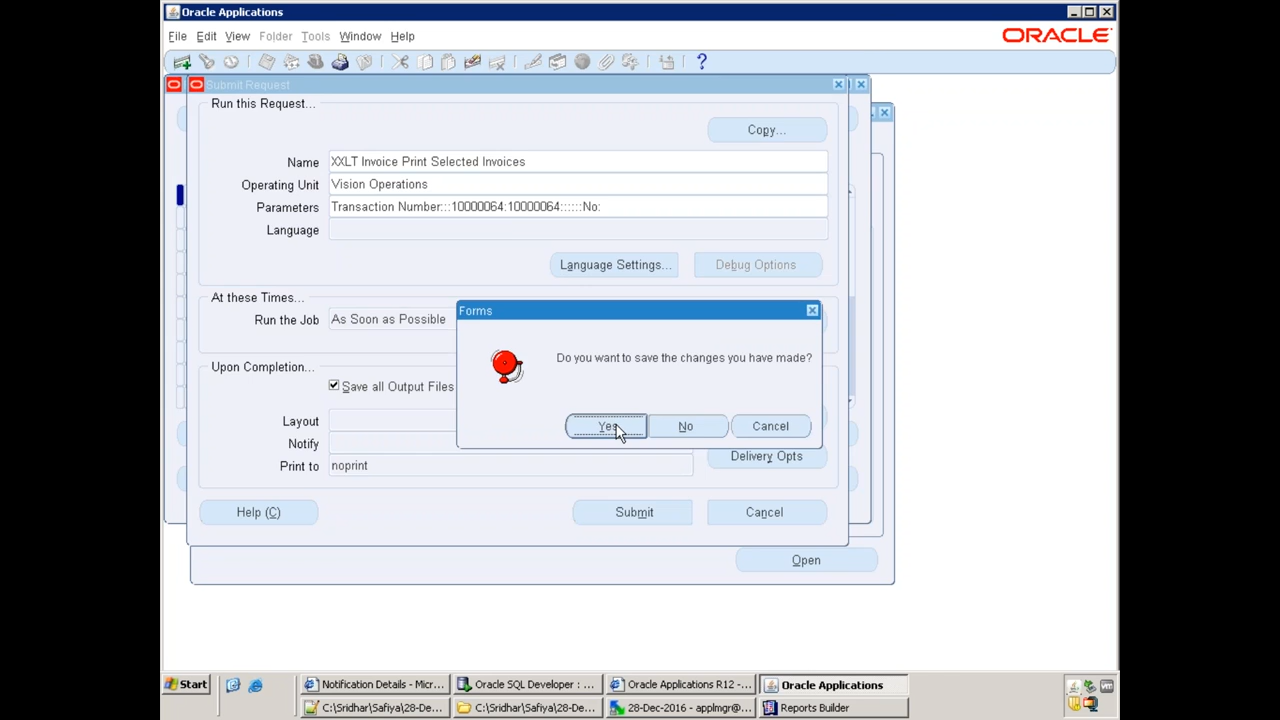 Oracle Applications
File Edit View Folder Tools Window Help
ORACLE
Submit Request
Run this Request...
Copy...
Name XXLT Invoice Print Selected Invoices
Operating Unit Vision Operations
Parameters Transaction Number:::10000064:10000064::::::No:
Language
Language Settings... Debug Options
At these Times...
Run the Job As Soon as Possible
Forms
Do you want to save the changes you have made?
Yes No Cancel
Upon Completion...
Save all Output Files
Layout
Notify
Delivery Opts
Print to noprint
Help (C) Submit Cancel
Open
Start Notification Details - Micr... Oracle SQL Developer : ... Oracle Applications R12 -... Oracle Applications
C:\Sridhar\Safiya\28-De... C:\Sridhar\Safiya\28-De... 28-Dec-2016 - applmgr@... Reports Builder